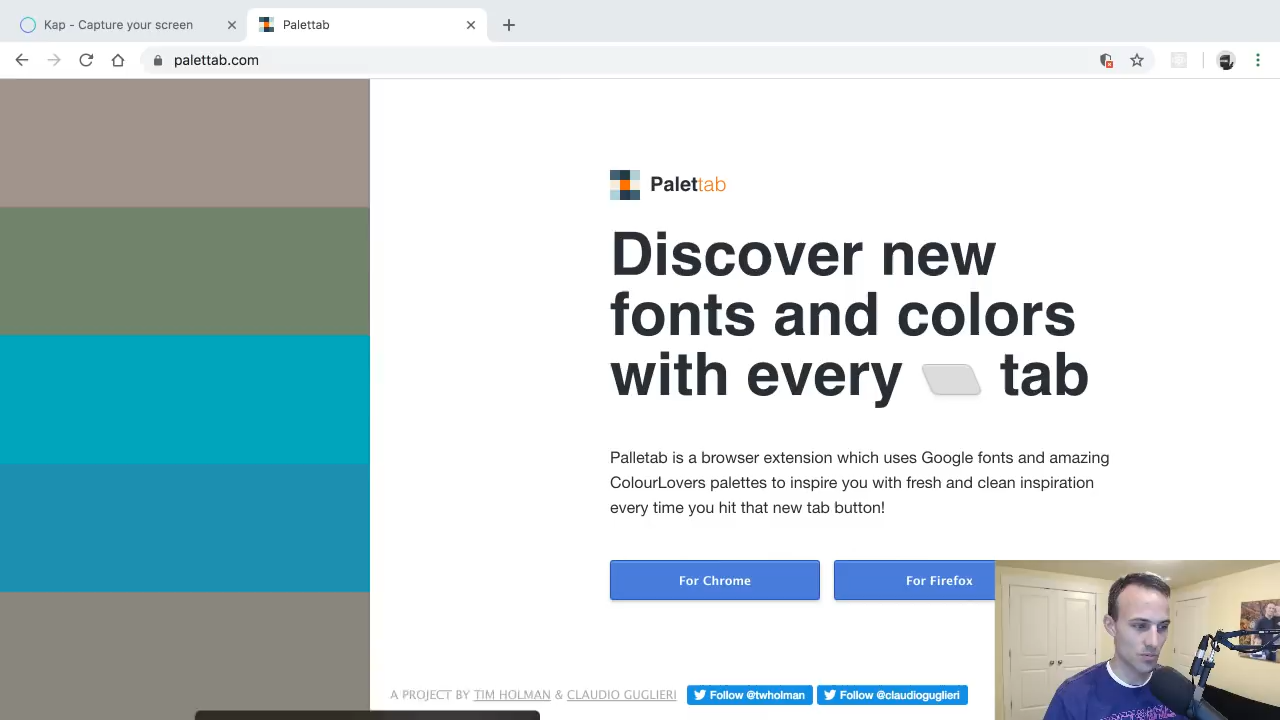 Kap - Capture your screen
Palettab
palettab.com
Palettab
Discover new
fonts and colors
with every tab
Palletab is a browser extension which uses Google fonts and amazing
ColourLovers palettes to inspire you with fresh and clean inspiration
every time you hit that new tab button!
For Chrome
For Firefox
A PROJECT BY TIM HOLMAN & CLAUDIO GUGLIERI
Follow @twholman
Follow @claudioguglieri